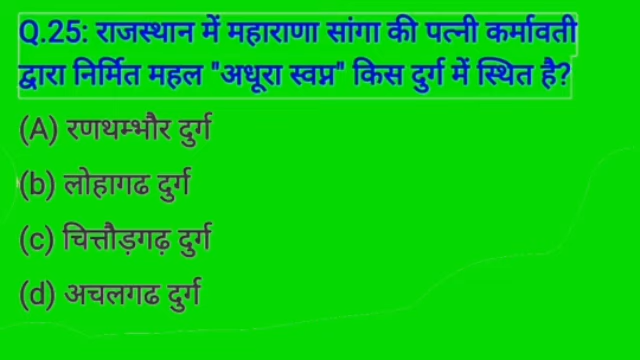 Q.25: राजस्थान में महाराणा सांगा की पत्नी कर्मावती
द्वारा निर्मित महल "अधूरा स्वप्न" किस दुर्ग में स्थित है?
(A) रणथम्भौर दुर्ग
(b) लोहागढ दुर्ग
(c) चित्तौड़गढ़ दुर्ग
(d) अचलगढ दुर्ग